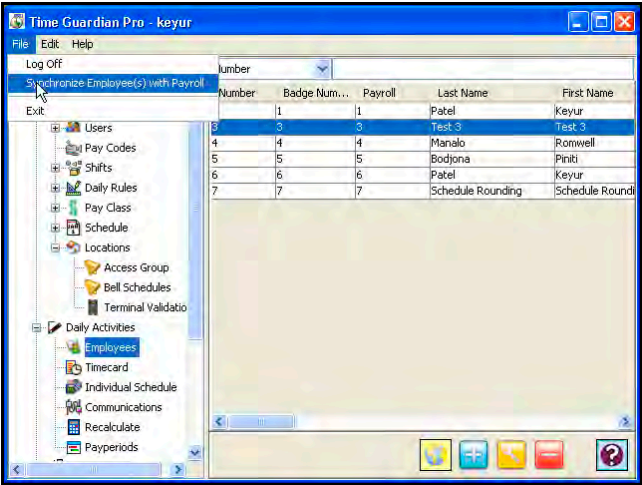 Time Guardian Pro - keyur
File Edit Help
Log Off
Synchronize Employee(s) with Payroll
Exit
Number
Number Badge Num... Payroll Last Name First Name
1 1 Patel Keyur
3 3 3 Test 3 Test 3
4 4 4 Manalo Romwell
5 5 5 Bodjona Piniti
6 6 6 Patel Keyur
7 7 7 Schedule Rounding Schedule Roundi
Users
Pay Codes
Shifts
Daily Rules
Pay Class
Schedule
Locations
Access Group
Bell Schedules
Terminal Validatio
Daily Activities
Employees
Timecard
Individual Schedule
Communications
Recalculate
Payperiods